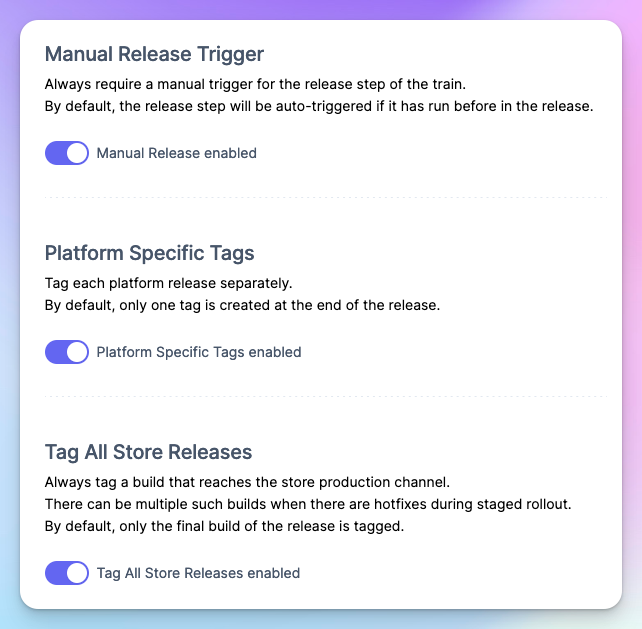 Manual Release Trigger
Always require a manual trigger for the release step of the train.
By default, the release step will be auto-triggered if it has run before in the release.
Manual Release enabled
Platform Specific Tags
Tag each platform release separately.
By default, only one tag is created at the end of the release.
Platform Specific Tags enabled
Tag All Store Releases
Always tag a build that reaches the store production channel.
There can be multiple such builds when there are hotfixes during staged rollout.
By default, only the final build of the release is tagged.
Tag All Store Releases enabled